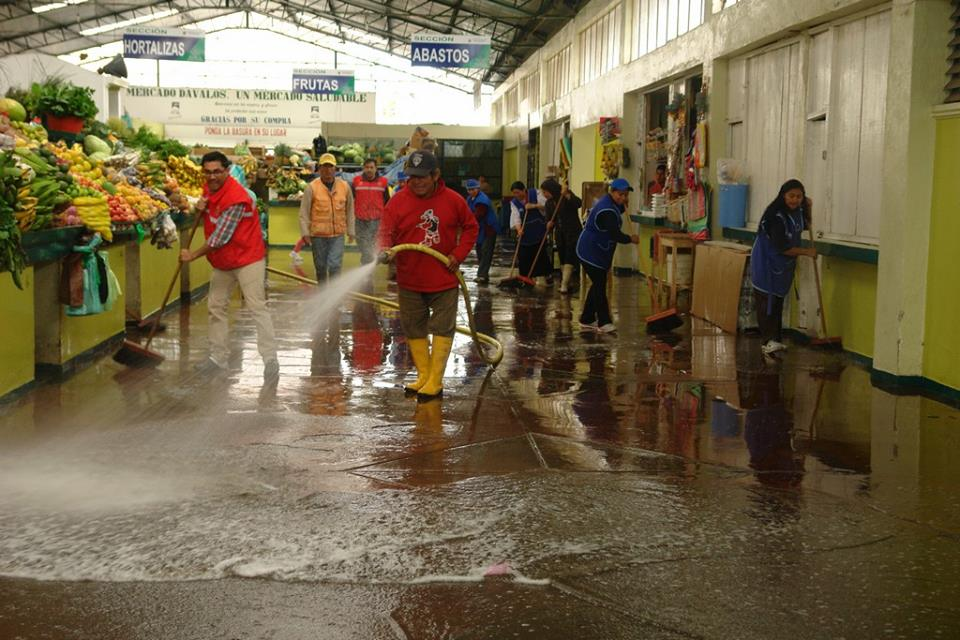 SECCIÓN
HORTALIZAS
SECCIÓN
ABASTOS
SECCIÓN
FRUTAS
MERCADO DÁVALOS, UN MERCADO SALUDABLE
GRACIAS POR SU COMPRA
PONGA LA BASURA EN SU LUGAR